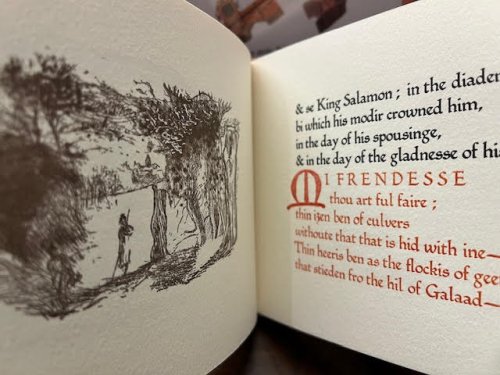 & se King Salamon ; in the diadem
bi which his modir crowned him,
in the day of his spousinge,
& in the day of the gladnesse of his
MI FRENDESSE
thou art ful faire ;
thin iȝen ben of culvers
withoute that that is hid with ine—
Thin heeris ben as the flockis of geet
that stieden fro the hil of Galaad—